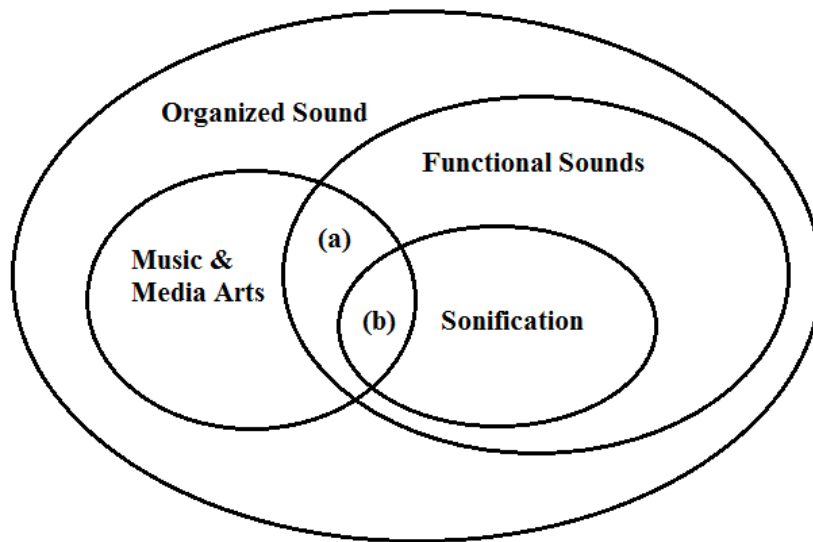 Organized Sound
Functional Sounds
(a)
Music &
Media Arts
(b)
Sonification